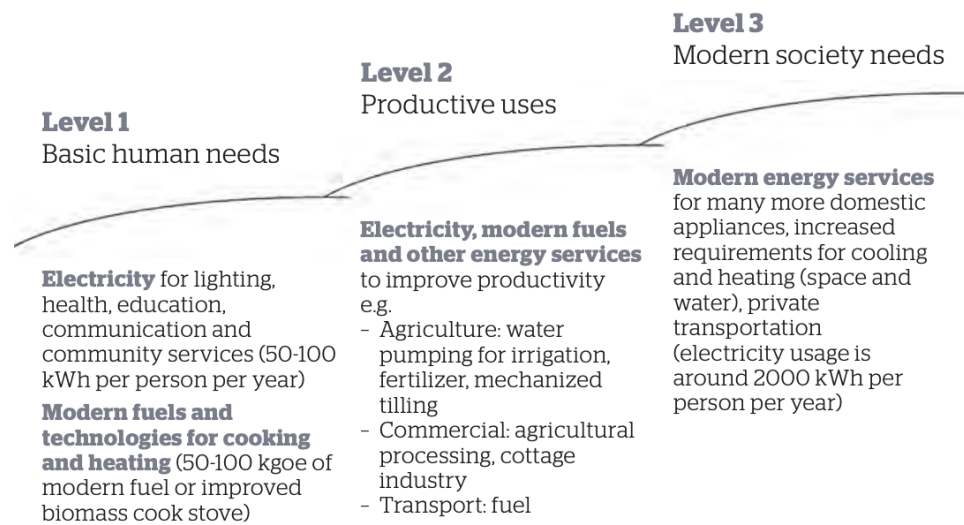 Level 1
Basic human needs
Electricity for lighting,
health, education,
communication and
community services (50-100
kWh per person per year)
Modern fuels and
technologies for cooking
and heating (50-100 kgoe of
modern fuel or improved
biomass cook stove)
Level 2
Productive uses
Electricity, modern fuels
and other energy services
to improve productivity
e.g.
- Agriculture: water
pumping for irrigation,
fertilizer, mechanized
tilling
- Commercial: agricultural
processing, cottage
industry
- Transport: fuel
Level 3
Modern society needs
Modern energy services
for many more domestic
appliances, increased
requirements for cooling
and heating (space and
water), private
transportation
(electricity usage is
around 2000 kWh per
person per year)